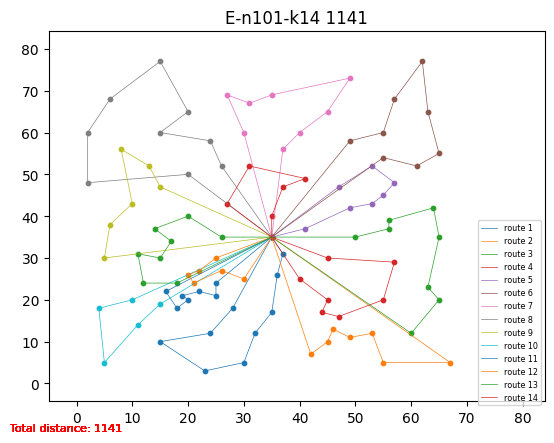 E-n101-k14 1141
80
70
60
50
40
30
20
10
0
0
10
20
30
40
50
60
70
80
route 1
route 2
route 3
route 4
route 5
route 6
route 7
route 8
route 9
route 10
route 11
route 12
route 13
route 14
Total distance: 1141